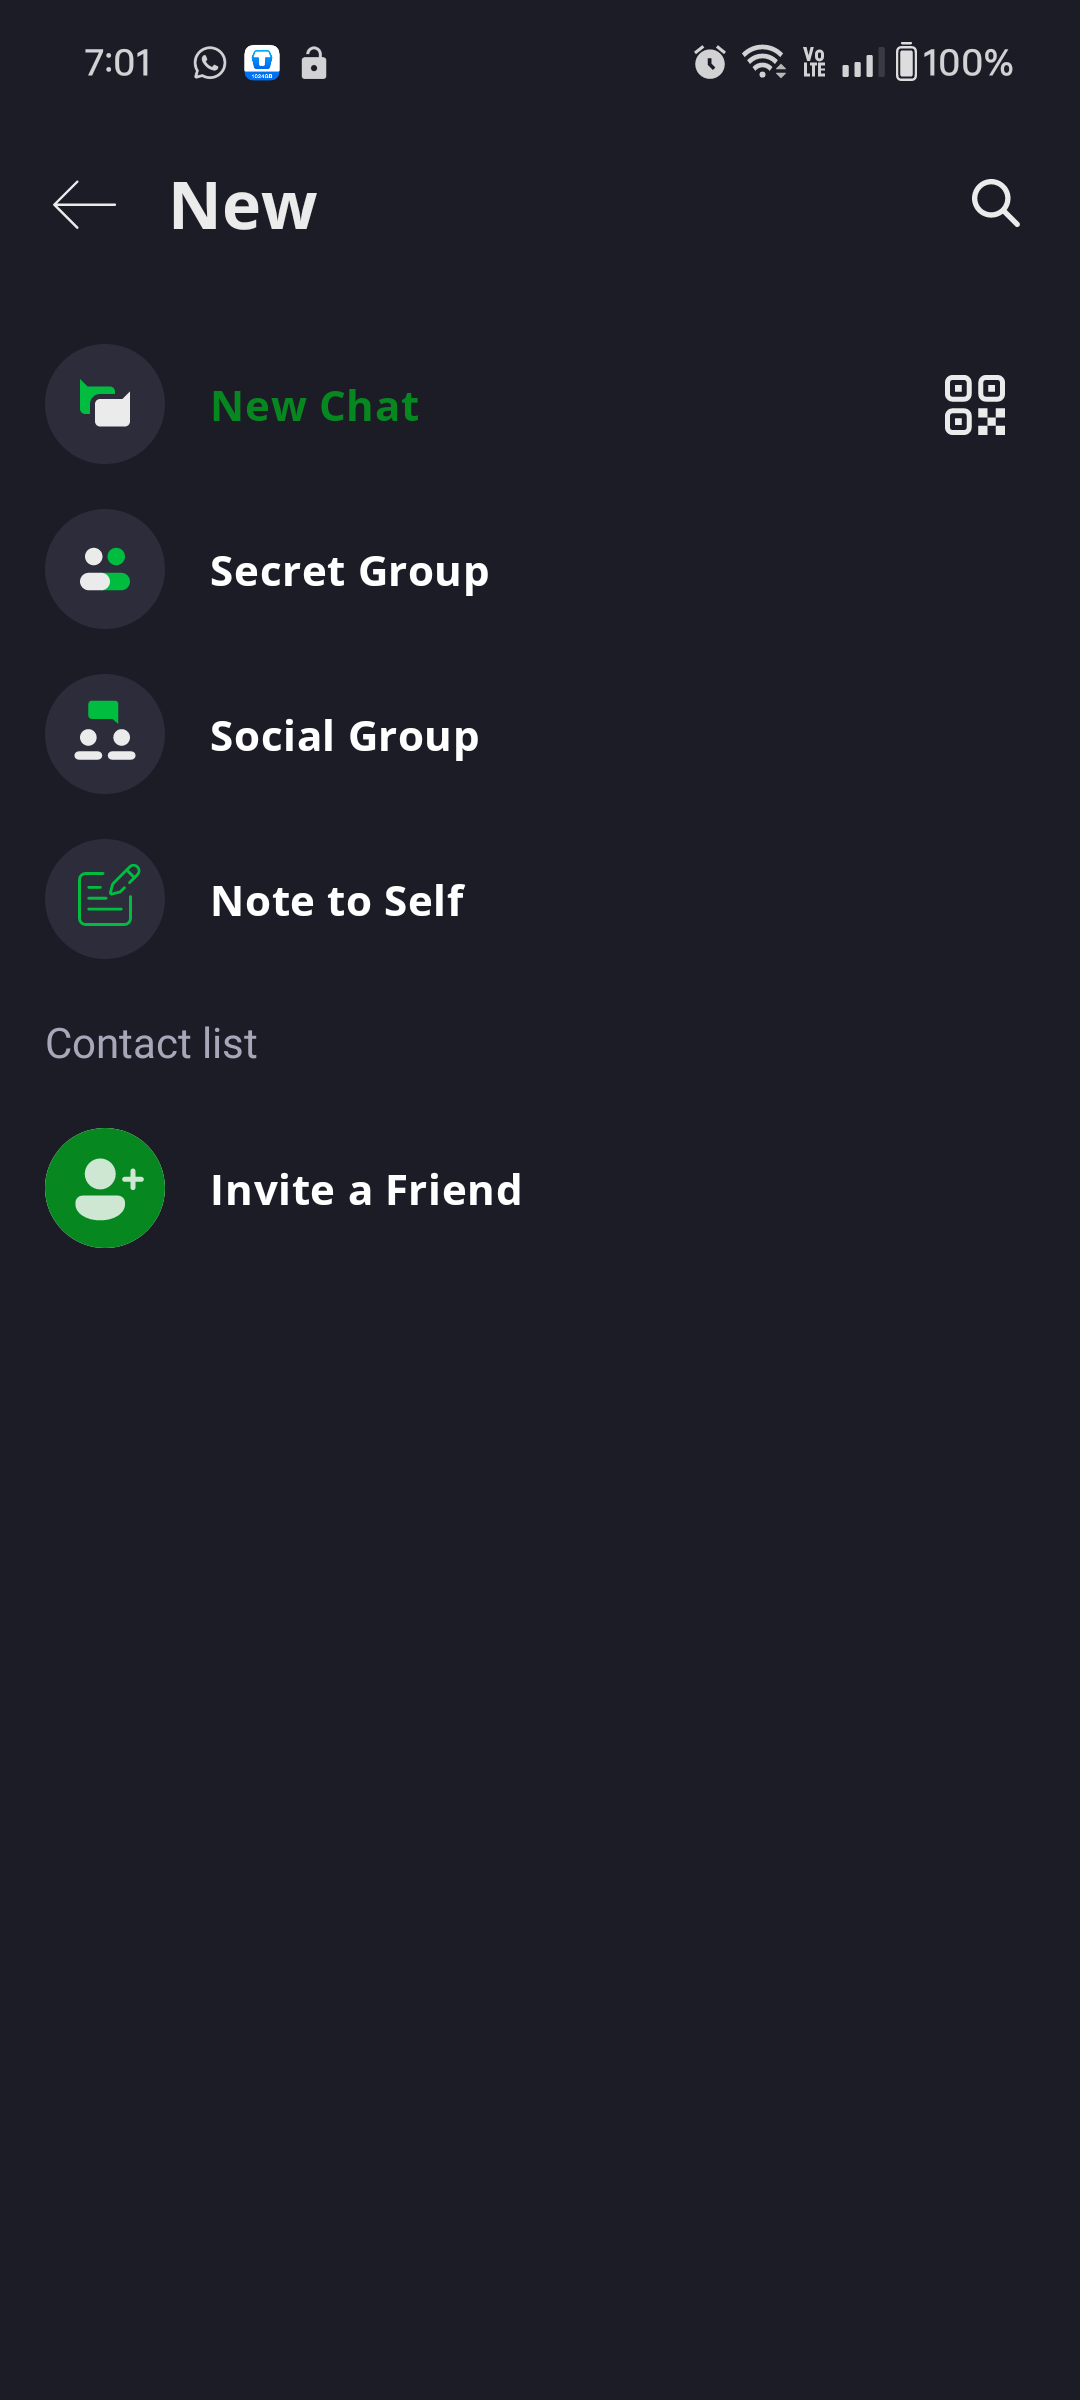 7:01
1024GB
Vo LTE
100%
New
New Chat
Secret Group
Social Group
Note to Self
Contact list
Invite a Friend